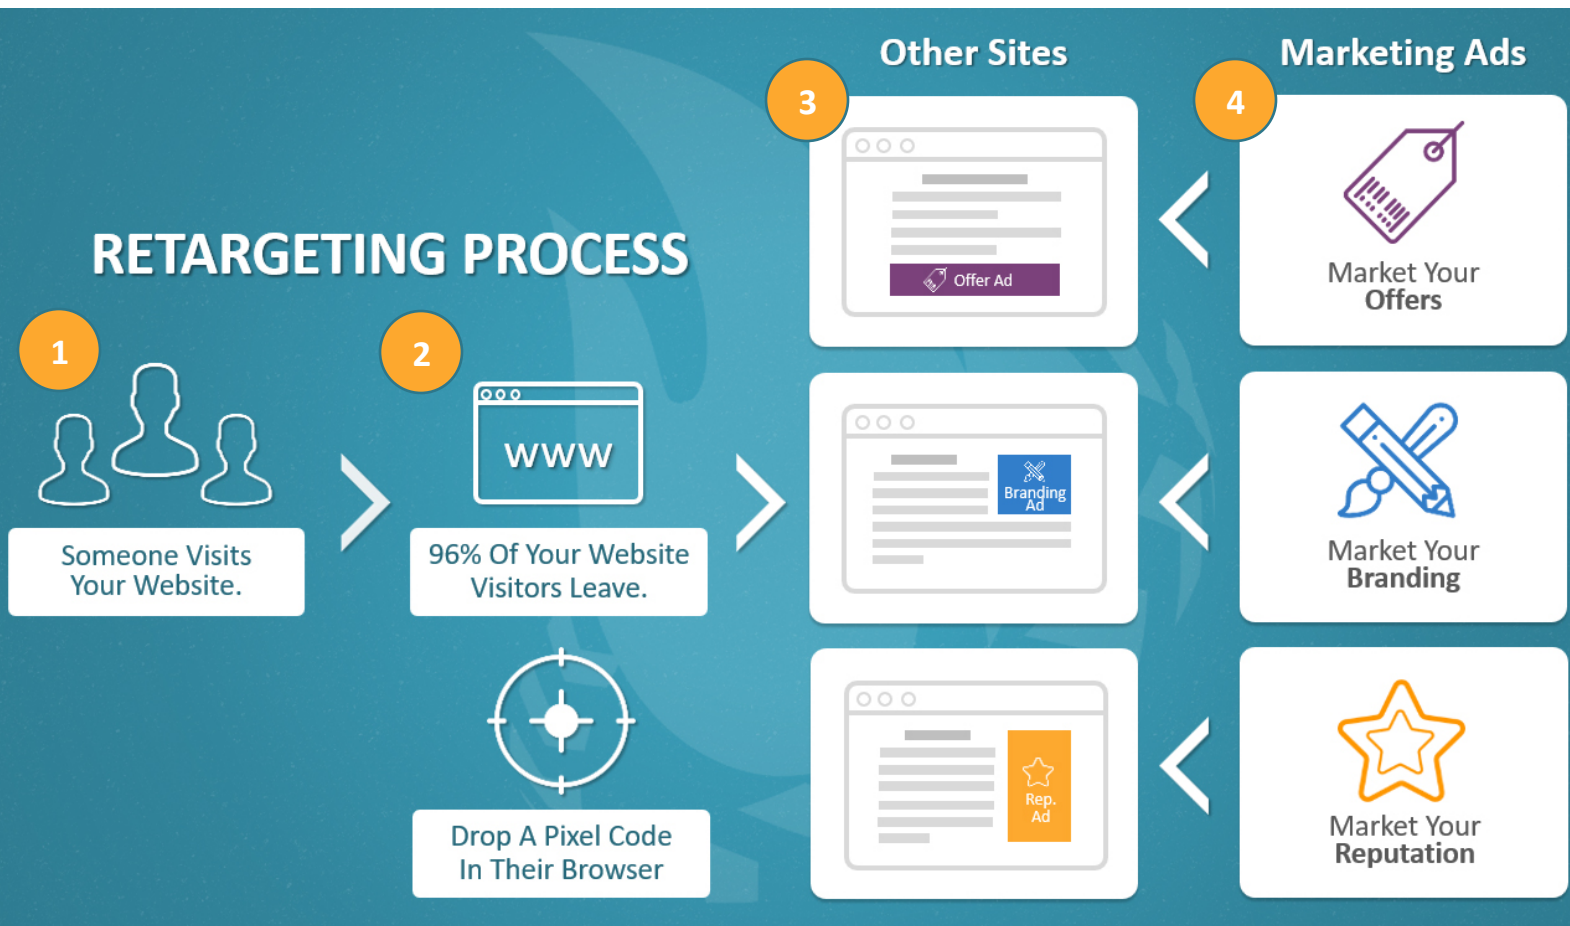 RETARGETING PROCESS
1
Someone Visits
Your Website.
2
WWW
96% Of Your Website
Visitors Leave.
Drop A Pixel Code
In Their Browser
Other Sites
3
Offer Ad
Branding
Ad
Rep.
Ad
Marketing Ads
4
Market Your
Offers
Market Your
Branding
Market Your
Reputation